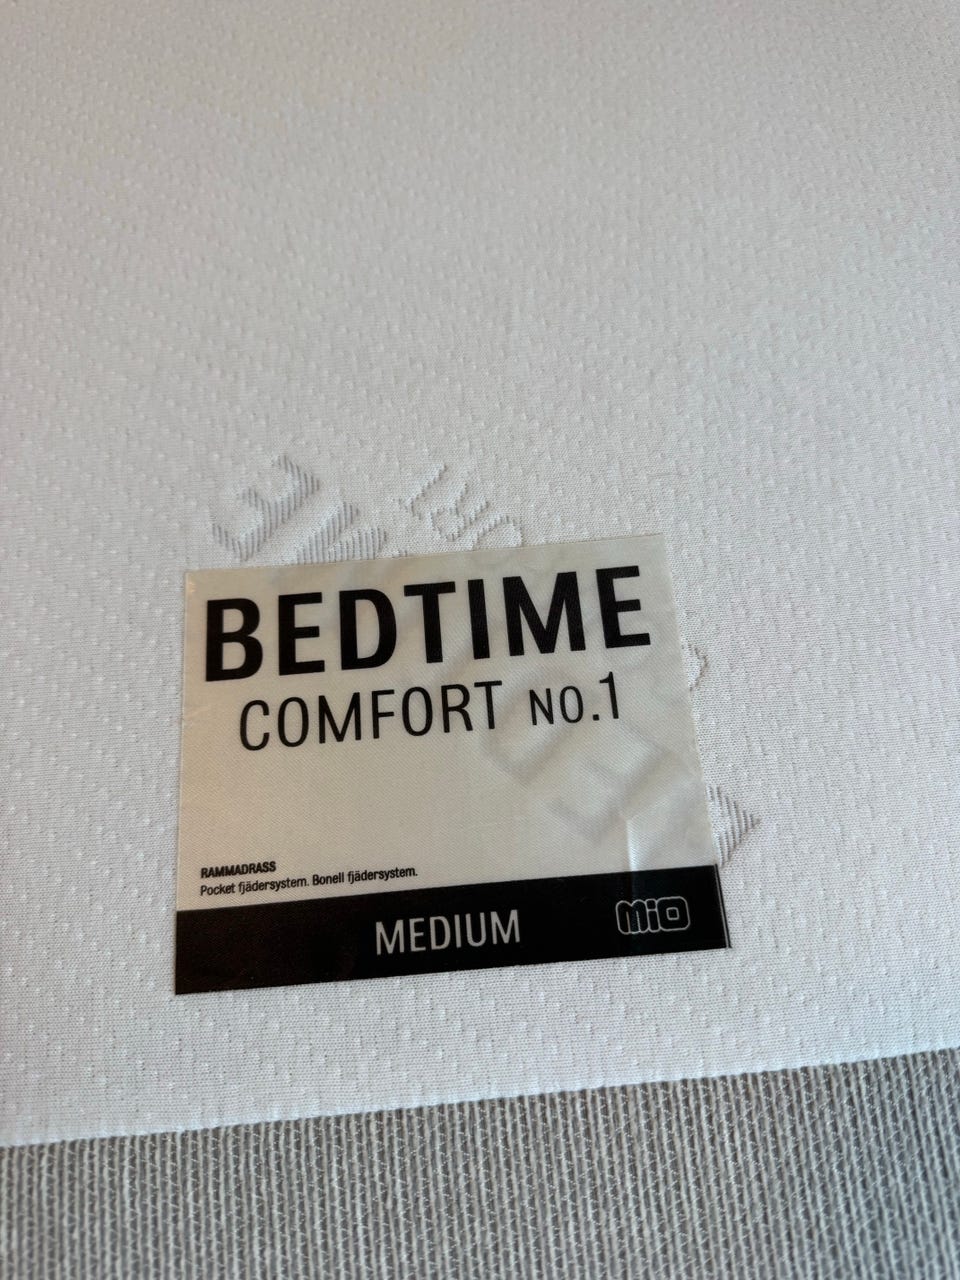 BEDTIME
COMFORT NO.1
RAMMADRASS
Pocket fjädersystem. Bonell fjädersystem.
MEDIUM
MiO